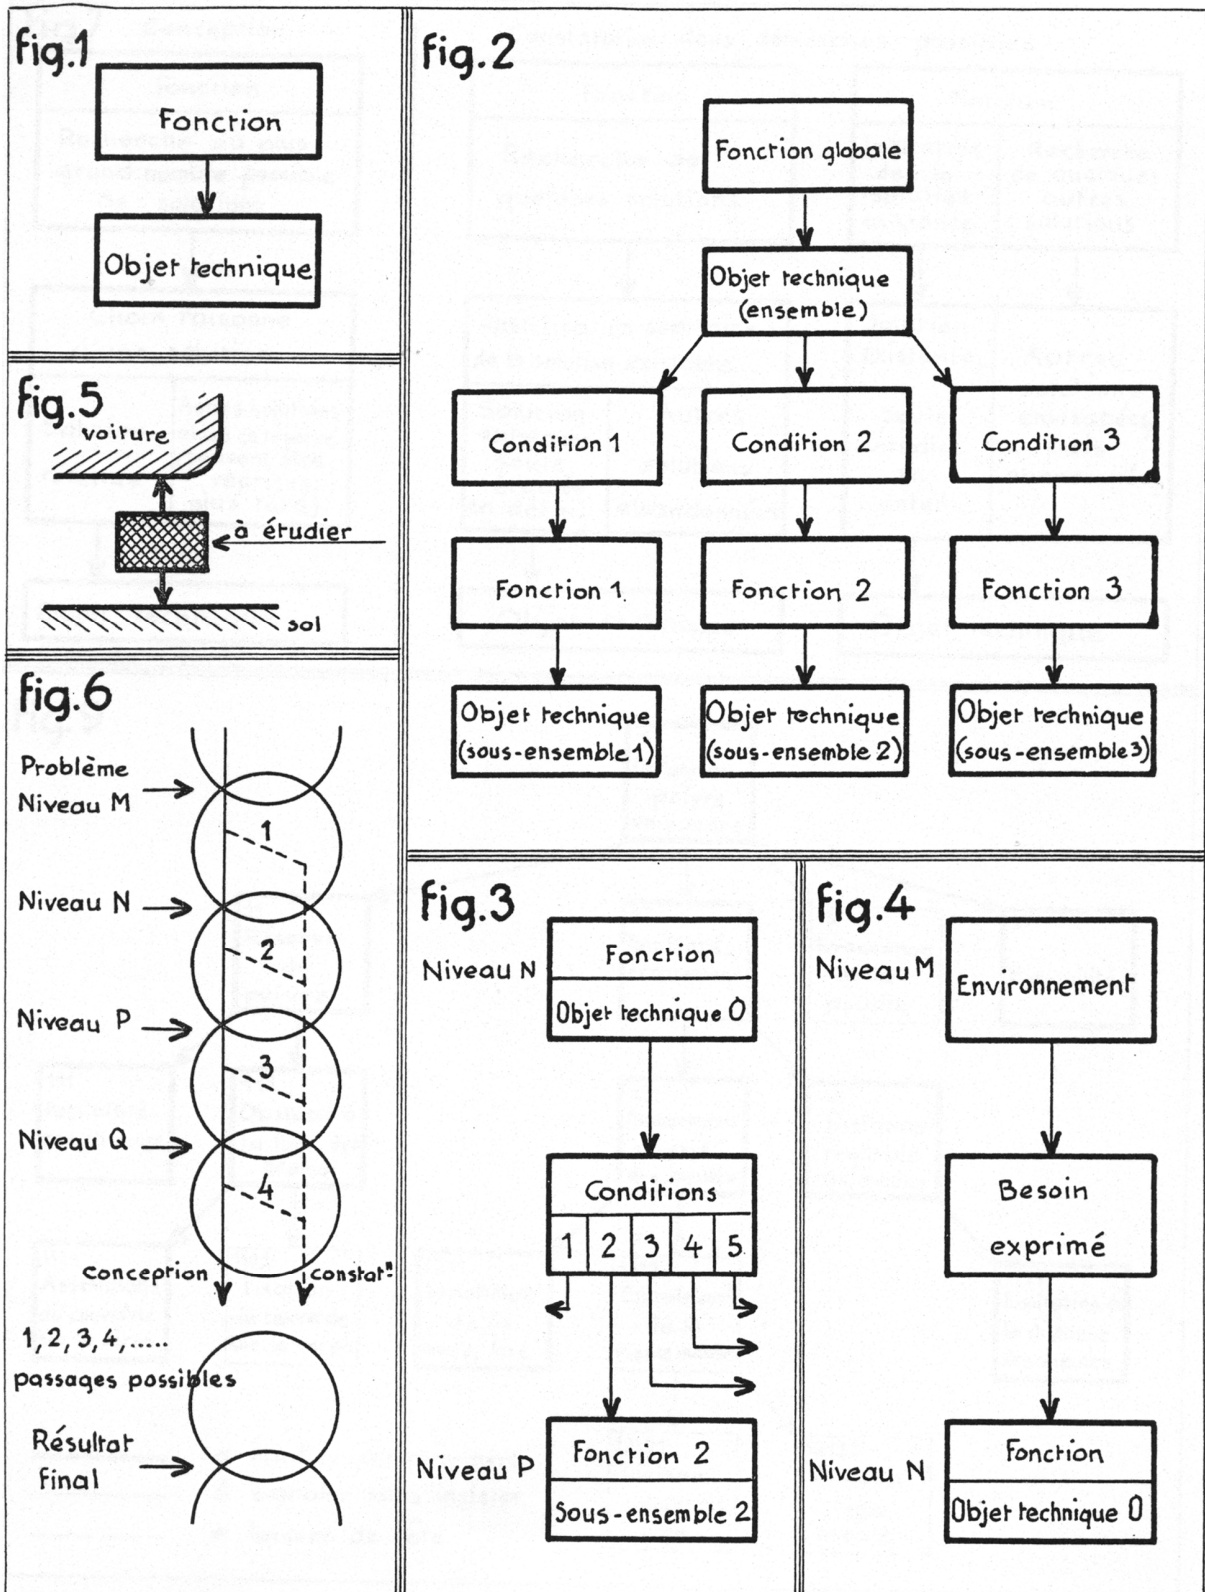 fig.1
Fonction
Objet technique
fig.2
Fonction globale
Objet technique
(ensemble)
Condition 1
Condition 2
Condition 3
Fonction 1.
Fonction 2
Fonction 3
Objet technique
(sous-ensemble 1)
Objet technique
(sous-ensemble 2)
Objet technique
(sous-ensemble 3)
fig.5
voiture
à étudier
sol
fig.6
Problème
Niveau M
1
Niveau N
2
Niveau P
3
Niveau Q
4
conception
constat.n
1, 2, 3, 4, .....
passages possibles
Résultat
final
fig.3
Niveau N
Fonction
Objet technique 0
Conditions
1 2 3 4 5
Niveau P
Fonction 2
Sous-ensemble 2
fig.4
Niveau M
Environnement
Besoin
exprimé
Niveau N
Fonction
Objet technique 0